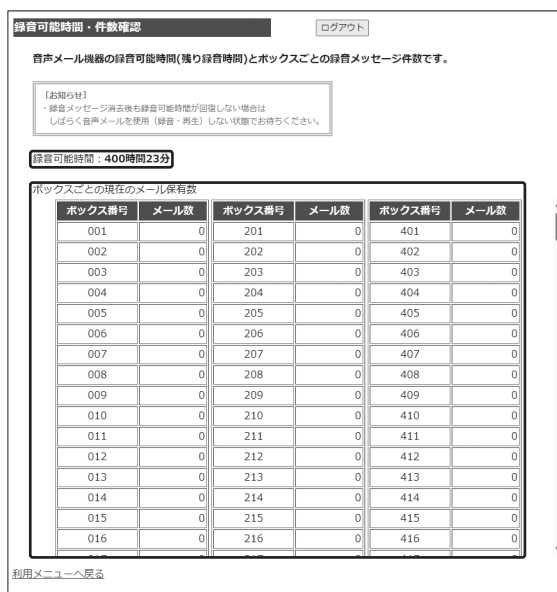 録音可能時間・件数確認 ログアウト
音声メール機器の録音可能時間(残り録音時間)とボックスごとの録音メッセージ件数です。
［お知らせ］
・録音メッセージ消去後も録音可能時間が回復しない場合は
しばらく音声メールを使用（録音・再生）しない状態でお待ちください。
録音可能時間：400時間23分
ボックスごとの現在のメール保有数
ボックス番号 メール数 ボックス番号 メール数 ボックス番号 メール数
001 0 201 0 401 0
002 0 202 0 402 0
003 0 203 0 403 0
004 0 204 0 404 0
005 0 205 0 405 0
006 0 206 0 406 0
007 0 207 0 407 0
008 0 208 0 408 0
009 0 209 0 409 0
010 0 210 0 410 0
011 0 211 0 411 0
012 0 212 0 412 0
013 0 213 0 413 0
014 0 214 0 414 0
015 0 215 0 415 0
016 0 216 0 416 0
利用メニューへ戻る